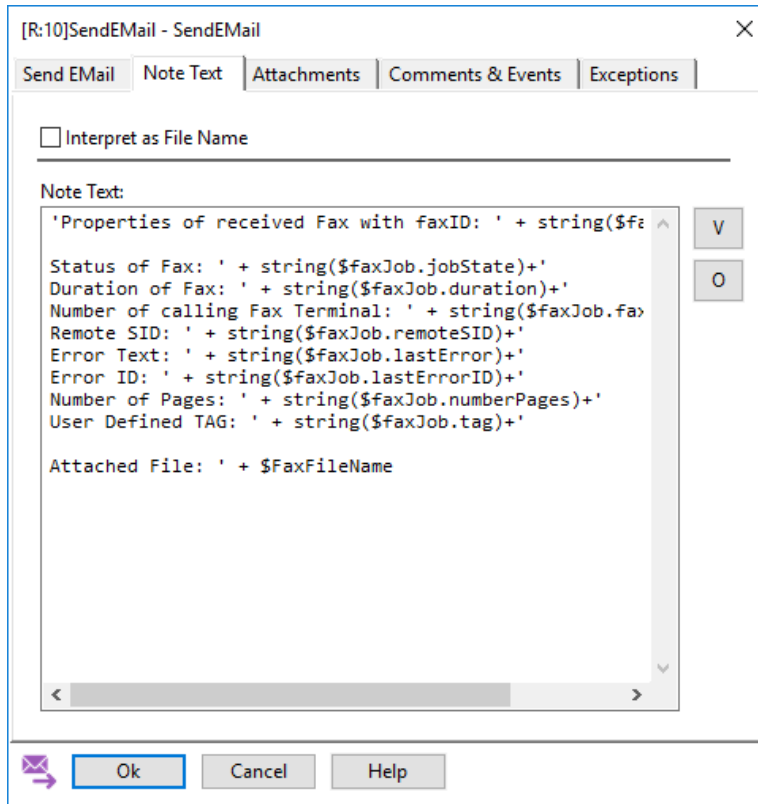 [R:10]SendEMail - SendEMail
Send EMail Note Text Attachments Comments & Events Exceptions
Interpret as File Name
Note Text:
'Properties of received Fax with faxID: ' + string($fa
V
O
Status of Fax: ' + string($faxJob.jobState)+'
Duration of Fax: ' + string($faxJob.duration)+'
Number of calling Fax Terminal: ' + string($faxJob.fax
Remote SID: ' + string($faxJob.remoteSID)+'
Error Text: ' + string($faxJob.lastError)+'
Error ID: ' + string($faxJob.lastErrorID)+'
Number of Pages: ' + string($faxJob.numberPages)+'
User Defined TAG: ' + string($faxJob.tag)+'
Attached File: ' + $FaxFileName
Ok Cancel Help